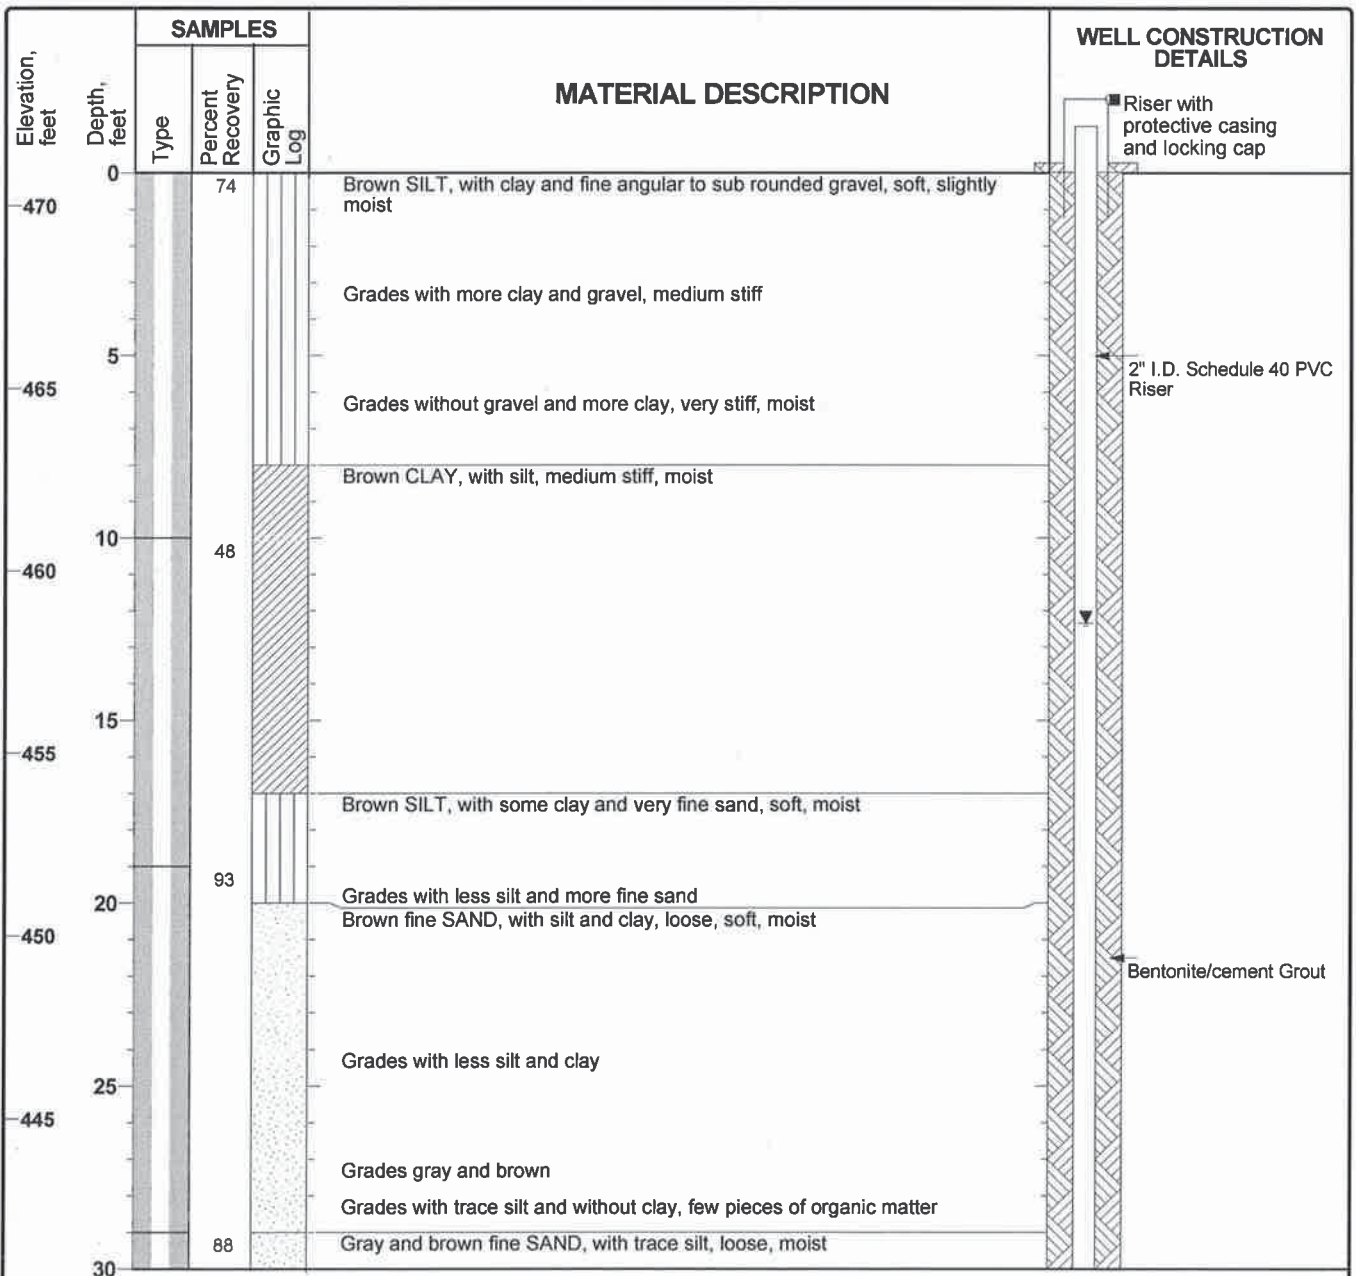 SAMPLES
WELL CONSTRUCTION
DETAILS
Elevation,
feet
Depth,
feet
Type
Percent
Recovery
Graphic
Log
MATERIAL DESCRIPTION
Riser with
protective casing
and locking cap
0
74
Brown SILT, with clay and fine angular to sub rounded gravel, soft, slightly
moist
470
Grades with more clay and gravel, medium stiff
5
2" I.D. Schedule 40 PVC
Riser
465
Grades without gravel and more clay, very stiff, moist
Brown CLAY, with silt, medium stiff, moist
10
48
460
15
455
Brown SILT, with some clay and very fine sand, soft, moist
93
Grades with less silt and more fine sand
20
Brown fine SAND, with silt and clay, loose, soft, moist
450
Bentonite/cement Grout
Grades with less silt and clay
25
445
Grades gray and brown
Grades with trace silt and without clay, few pieces of organic matter
88
Gray and brown fine SAND, with trace silt, loose, moist
30